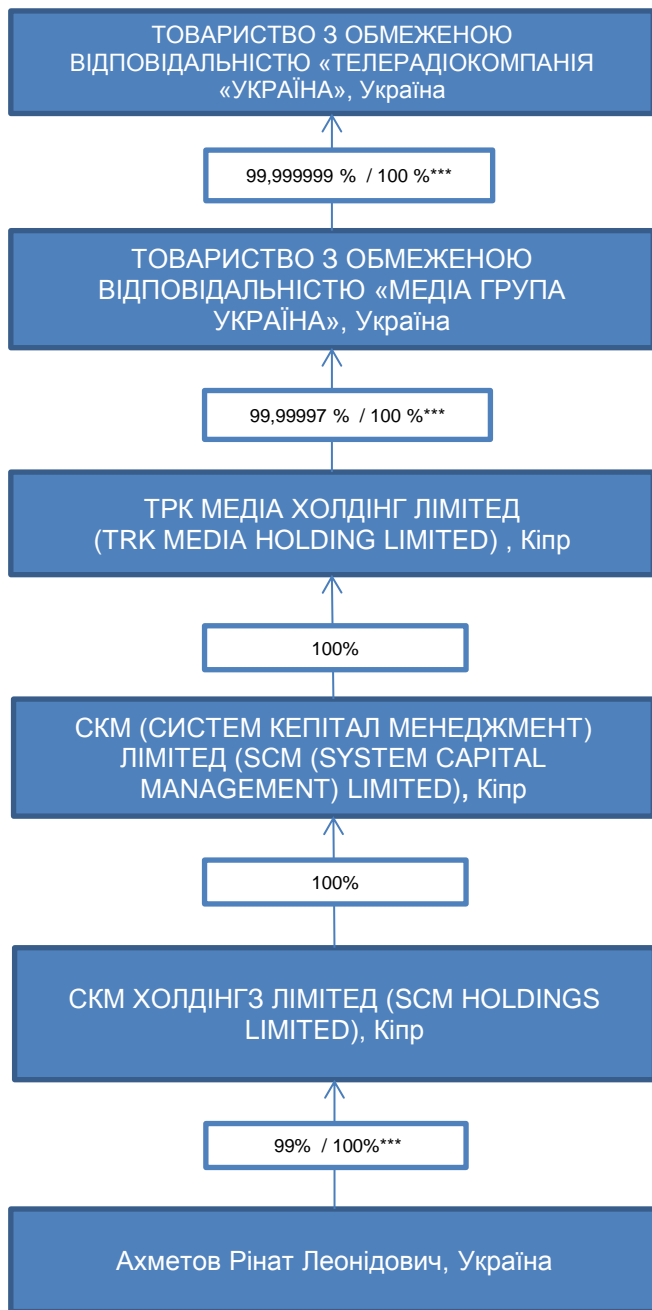 ТОВАРИСТВО З ОБМЕЖЕНОЮ
ВІДПОВІДАЛЬНІСТЮ «ТЕЛЕРАДІОКОМПАНІЯ
«УКРАЇНА», Україна
99,999999 % / 100 %***
ТОВАРИСТВО З ОБМЕЖЕНОЮ
ВІДПОВІДАЛЬНІСТЮ «МЕДІА ГРУПА
УКРАЇНА», Україна
99,99997 % / 100 %***
ТРК МЕДІА ХОЛДІНГ ЛІМІТЕД
(TRK MEDIA HOLDING LIMITED) , Кіпр
100%
СКМ (СИСТЕМ КЕПІТАЛ МЕНЕДЖМЕНТ)
ЛІМІТЕД (SCM (SYSTEM CAPITAL
MANAGEMENT) LIMITED), Кіпр
100%
СКМ ХОЛДІНГЗ ЛІМІТЕД (SCM HOLDINGS
LIMITED), Кіпр
99% / 100%***
Ахметов Рінат Леонідович, Україна